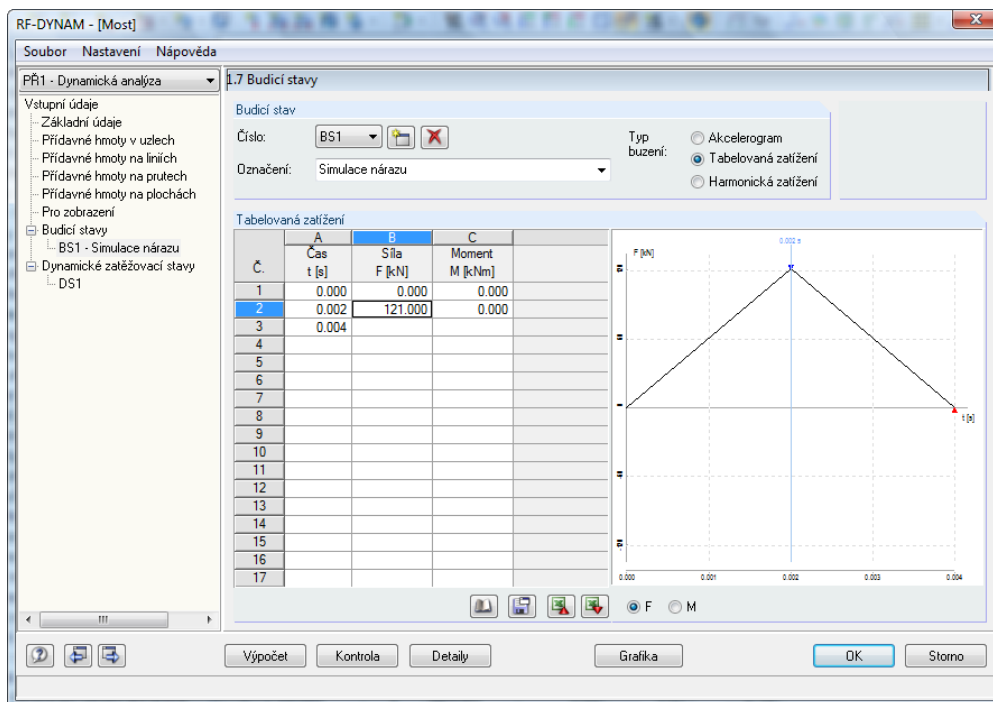 RF-DYNAM - [Most]
Soubor Nastavení Nápověda
PŘ1 - Dynamická analýza
1.7 Budicí stavy
Vstupní údaje
Základní údaje
Přídavné hmoty v uzlech
Přídavné hmoty na liniích
Přídavné hmoty na prutech
Přídavné hmoty na plochách
Pro zobrazení
Budicí stavy
BS1 - Simulace nárazu
Dynamické zatěžovací stavy
DS1
Budicí stav
Číslo: BS1
Označení: Simulace nárazu
Typ buzení:
Akcelerogram
Tabelovaná zatížení
Harmonická zatížení
Tabelovaná zatížení
A B C
Č. Čas t [s] Síla F [kN] Moment M [kNm]
1 0.000 0.000 0.000
2 0.002 121.000 0.000
3 0.004
4
5
6
7
8
9
10
11
12
13
14
15
16
17
0.002 s
F [kN]
t [s]
0.000 0.001 0.002 0.003 0.004
F M
Výpočet Kontrola Detaily Grafika OK Storno